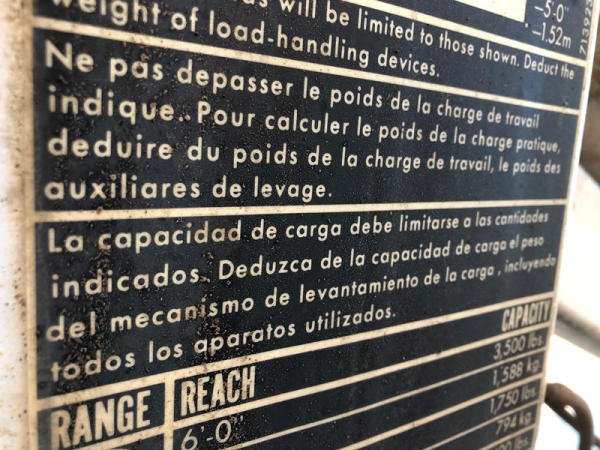 will be limited to those shown. Deduct the
weight of load-handling devices.
–5'-0"
–1.52m
Ne pas depasser le poids de la charge de travail
indique. Pour calculer le poids de la charge pratique,
deduire du poids de la charge de travail, le poids des
auxiliares de levage.
La capacidad de carga debe limitarse a las cantidades
indicados. Deduzca de la capacidad de carga el peso
del mecanismo de levantamiento de la carga , incluyendo
todos los aparatos utilizados.
RANGE REACH CAPACITY
6'-0" 3,500 lbs.
1,588 kg.
1,750 lbs.
794 kg.